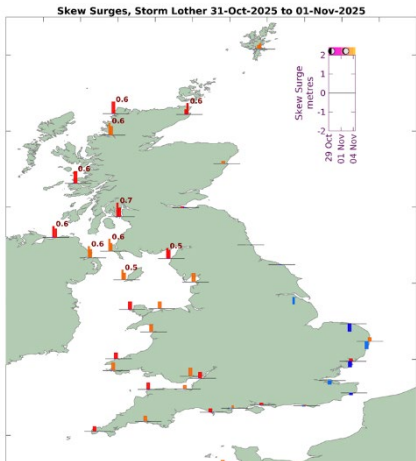 Skew Surges, Storm Lother 31-Oct-2025 to 01-Nov-2025
2
1
0
-1
-2
Skew Surge
metres
29 Oct
01 Nov
04 Nov
0.6
0.6
0.6
0.6
0.7
0.6
0.6
0.6
0.5
0.5